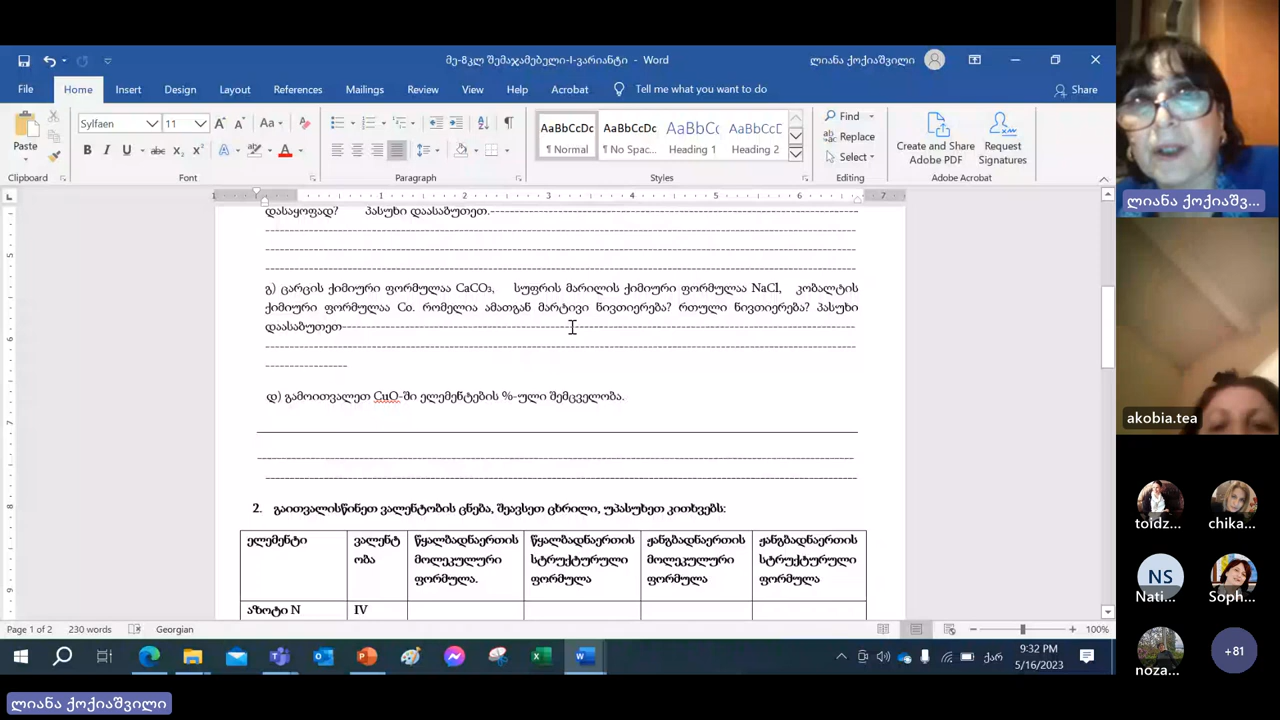 მე-8კლ შემაჯამებელი-I-ვარიანტი - Word
ლიანა ქოქიაშვილი
File Home Insert Design Layout References Mailings Review View Help Acrobat Tell me what you want to do Share
Paste
Sylfaen 11
AaBbCcDc AaBbCcDc AaBbCc AaBbCcD
¶ Normal ¶ No Spac... Heading 1 Heading 2
Find
Replace
Select
Create and Share Adobe PDF
Request Signatures
Clipboard Font Paragraph Styles Editing Adobe Acrobat
დასაყოფად? პასუხი დაასაბუთეთ.
გ) ცარცის ქიმიური ფორმულაა CaCO₃, სუფრის მარილის ქიმიური ფორმულაა NaCl, კობალტის
ქიმიური ფორმულაა Co. რომელია ამათგან მარტივი ნივთიერება? რთული ნივთიერება? პასუხი
დაასაბუთეთ
დ) გამოითვალეთ CuO-ში ელემენტების %-ული შემცველობა.
2. გაითვალისწინეთ ვალენტობის ცნება, შეავსეთ ცხრილი, უპასუხეთ კითხვებს:
ელემენტი
ვალენტ
ობა
წყალბადნაერთის
მოლეკულური
ფორმულა.
წყალბადნაერთის
სტრუქტურული
ფორმულა
ჟანგბადნაერთის
მოლეკულური
ფორმულა
ჟანგბადნაერთის
სტრუქტურული
ფორმულა
აზოტი N IV
Page 1 of 2 230 words Georgian 100%
9:32 PM
5/16/2023
ქარ
ლიანა ქოქიაშვ...
akobia.tea
toidz...
chika...
NS
Nati...
Soph...
noza...
+81
ლიანა ქოქიაშვილი